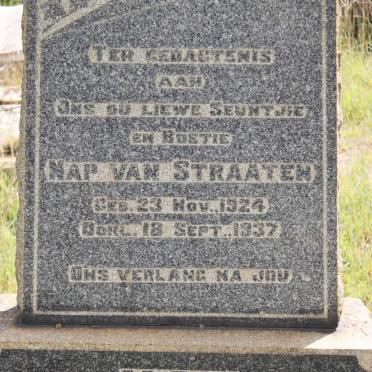 Ter gedagtenis
aan
Ons ou liewe Seuntjie
en Boetie
Nap van Straaten
Geb. 23 Nov. 1924
Oorl. 18 Sept. 1937
Ons verlang na jou